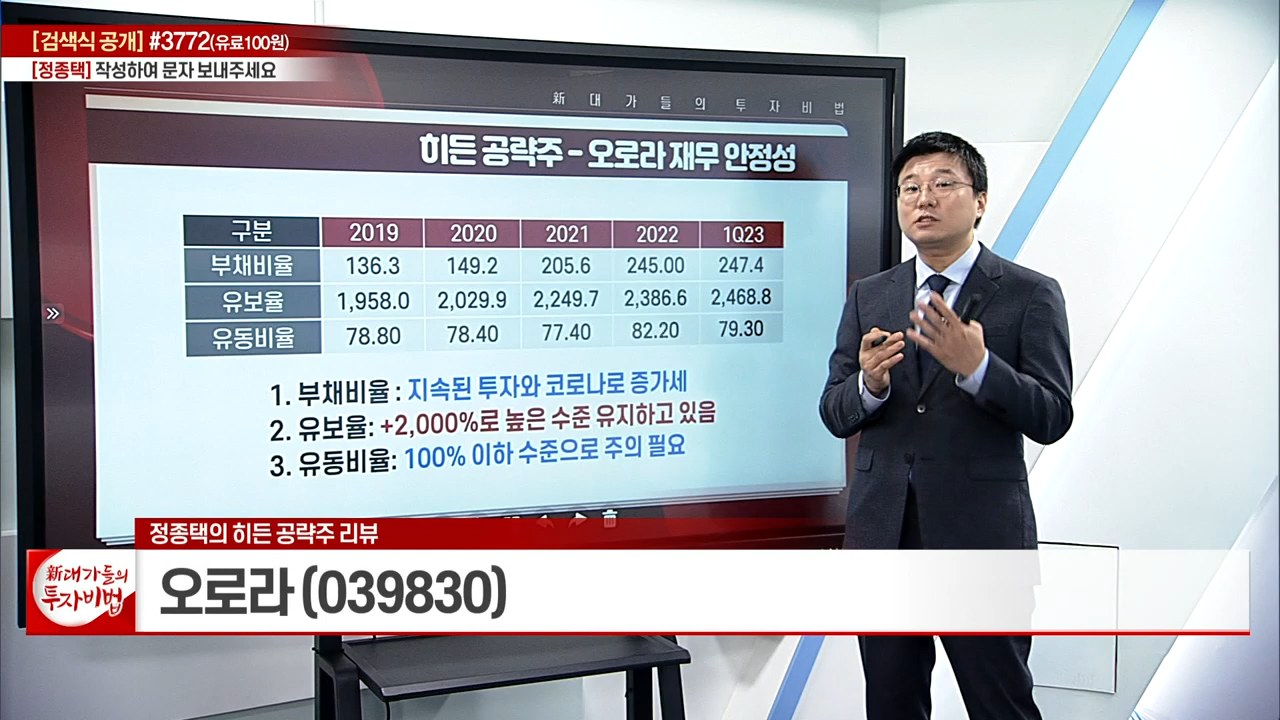 [검색식 공개] #3772(유료100원)
[정종택] 작성하여 문자 보내주세요
新 대가들의 투자비법
히든 공략주 - 오로라 재무 안정성
구분 2019 2020 2021 2022 1Q23
부채비율 136.3 149.2 205.6 245.00 247.4
유보율 1,958.0 2,029.9 2,249.7 2,386.6 2,468.8
유동비율 78.80 78.40 77.40 82.20 79.30
1. 부채비율 : 지속된 투자와 코로나로 증가세
2. 유보율: +2,000%로 높은 수준 유지하고 있음
3. 유동비율: 100% 이하 수준으로 주의 필요
정종택의 히든 공략주 리뷰
新대가들의
투자비법
오로라 (039830)